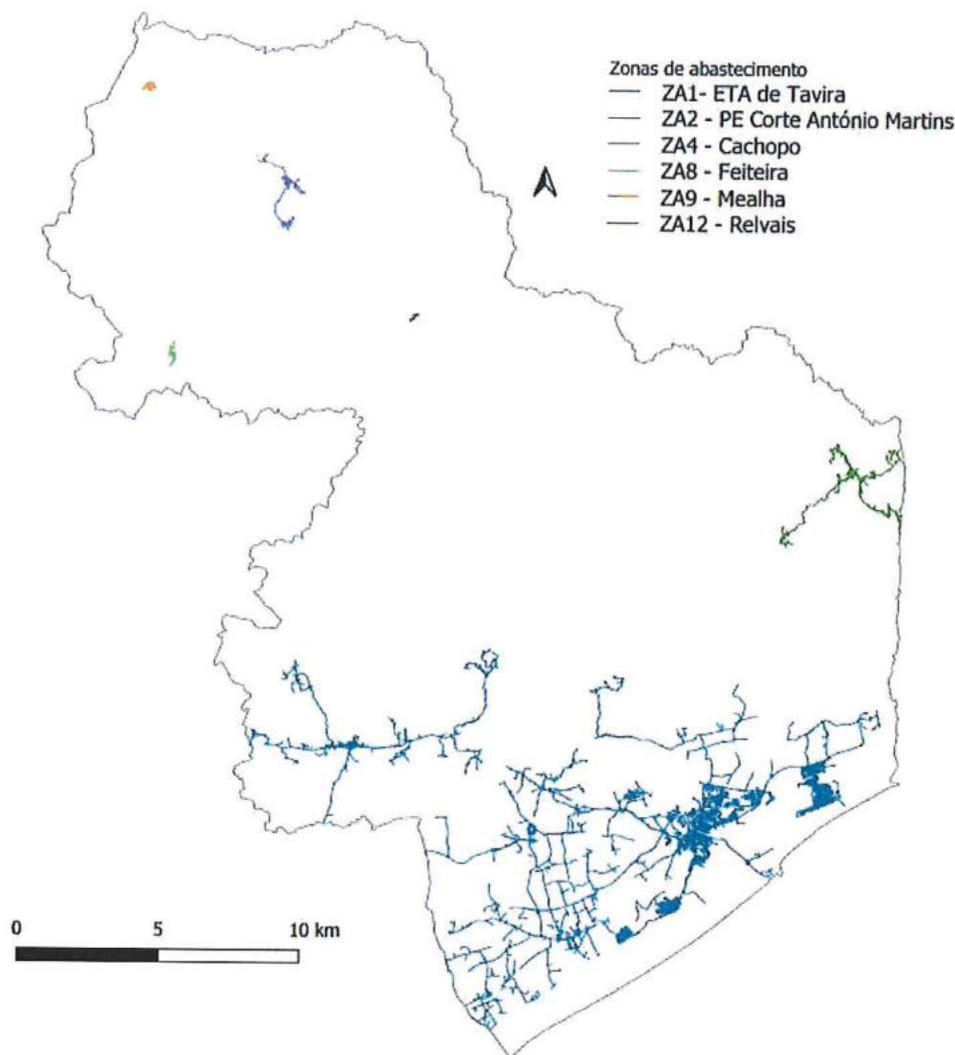 Zonas de abastecimento
ZA1- ETA de Tavira
ZA2 - PE Corte António Martins
ZA4 - Cachopo
ZA8 - Feiteira
ZA9 - Mealha
ZA12 - Relvais
0 5 10 km